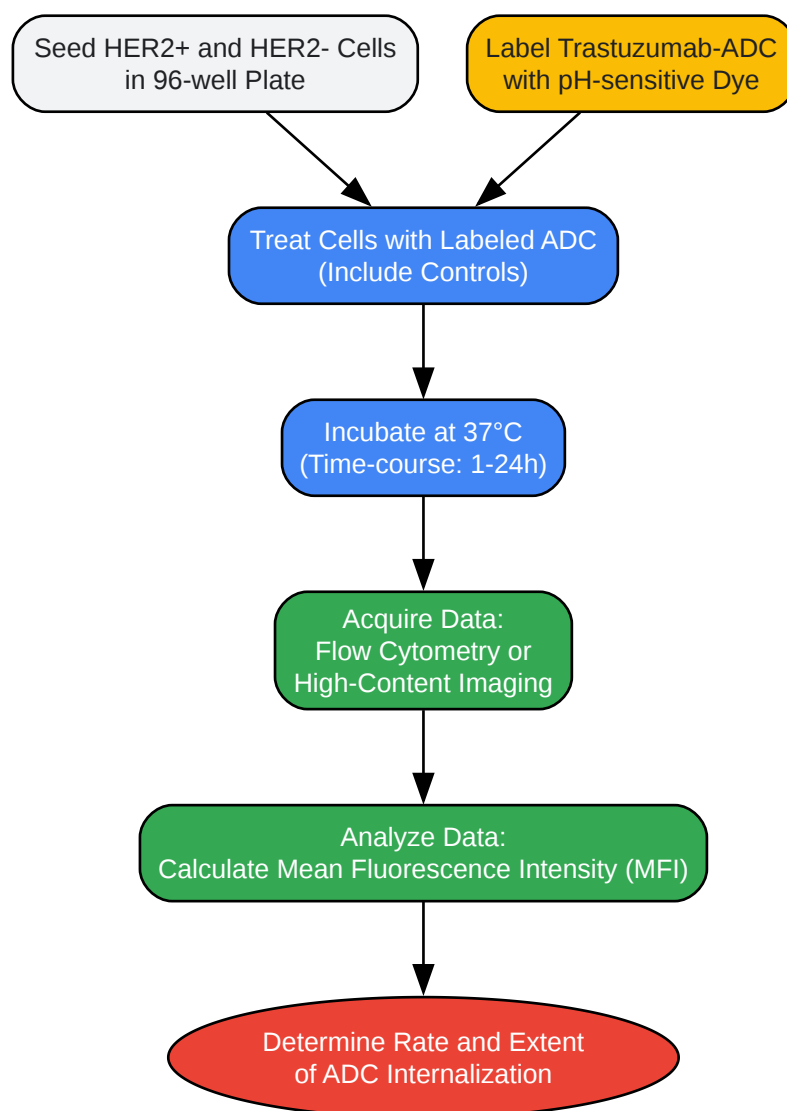 Seed HER2+ and HER2- Cells
in 96-well Plate
Label Trastuzumab-ADC
with pH-sensitive Dye
Treat Cells with Labeled ADC
(Include Controls)
Incubate at 37°C
(Time-course: 1-24h)
Acquire Data:
Flow Cytometry or
High-Content Imaging
Analyze Data:
Calculate Mean Fluorescence Intensity (MFI)
Determine Rate and Extent
of ADC Internalization